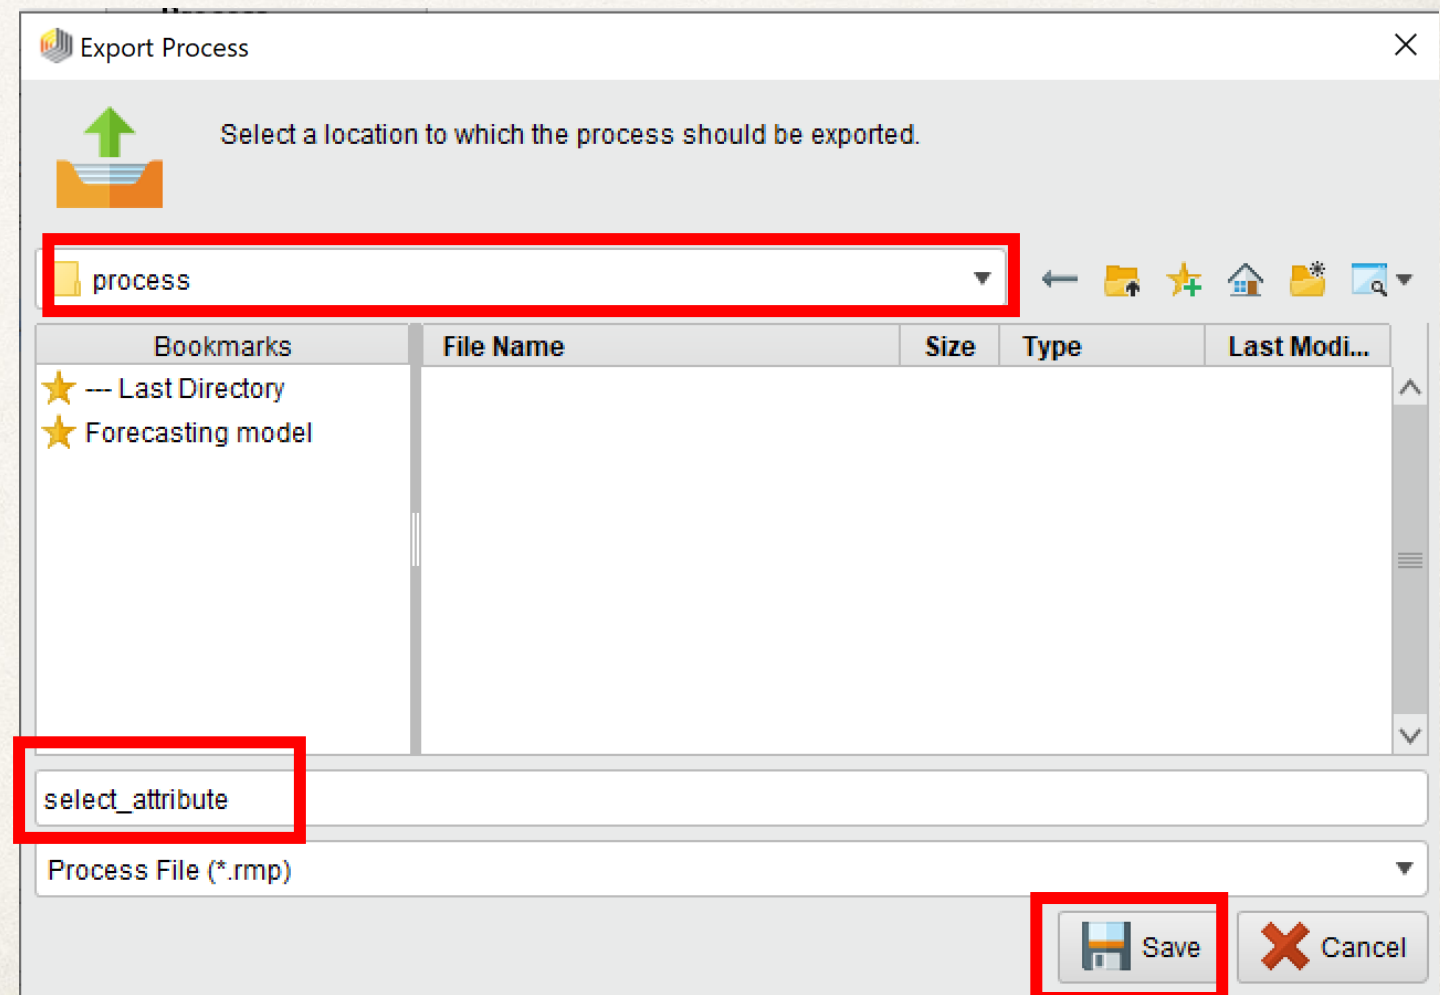 Export Process
Select a location to which the process should be exported.
process
Bookmarks
File Name
Size
Type
Last Modi...
--- Last Directory
Forecasting model
select_attribute
Process File (*.rmp)
Save
Cancel